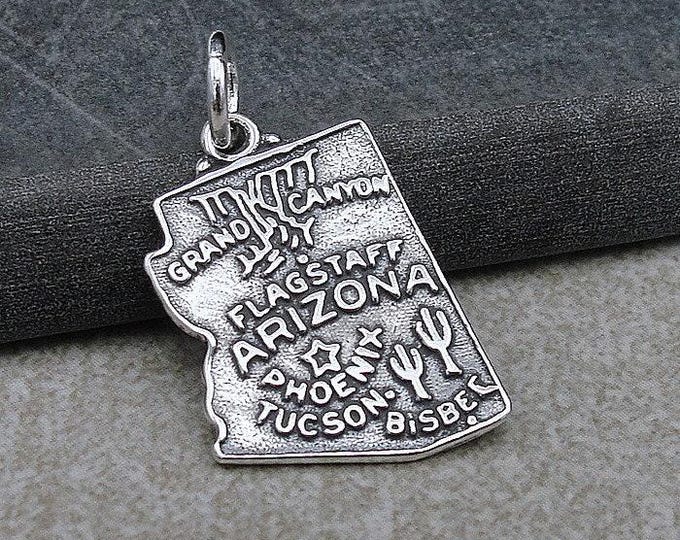 GRAND CANYON
FLAGSTAFF
ARIZONA
PHOENIX
TUCSON
BiSBEE